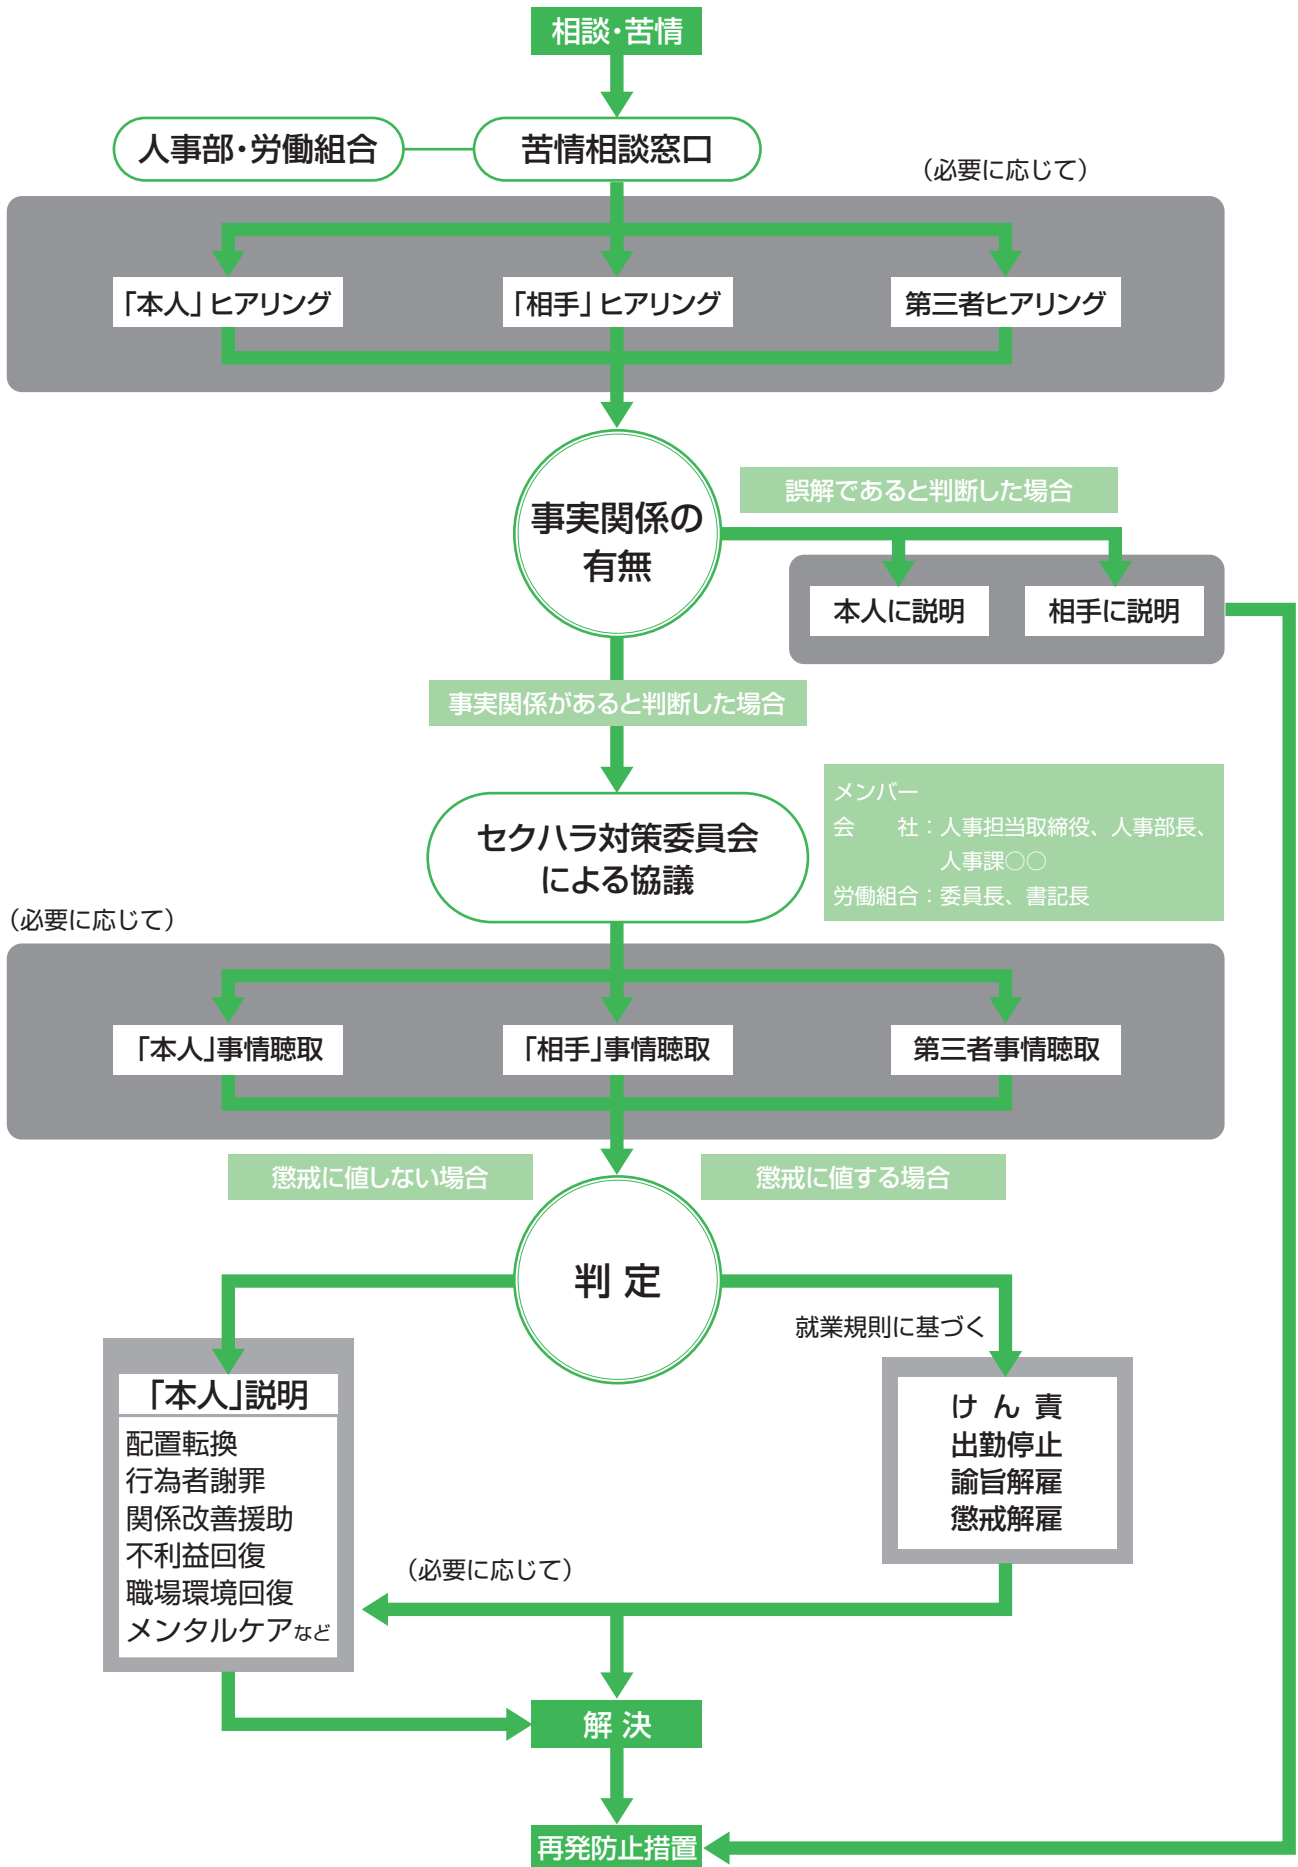 相談・苦情
人事部・労働組合
苦情相談窓口
（必要に応じて）
「本人」ヒアリング
「相手」ヒアリング
第三者ヒアリング
事実関係の
有無
誤解であると判断した場合
本人に説明
相手に説明
事実関係があると判断した場合
セクハラ対策委員会
による協議
メンバー
会　　社：人事担当取締役、人事部長、
人事課○○
労働組合：委員長、書記長
（必要に応じて）
「本人」事情聴取
「相手」事情聴取
第三者事情聴取
懲戒に値しない場合
懲戒に値する場合
判 定
就業規則に基づく
「本人」説明
配置転換
行為者謝罪
関係改善援助
不利益回復
職場環境回復
メンタルケアなど
け ん 責
出勤停止
諭旨解雇
懲戒解雇
（必要に応じて）
解 決
再発防止措置